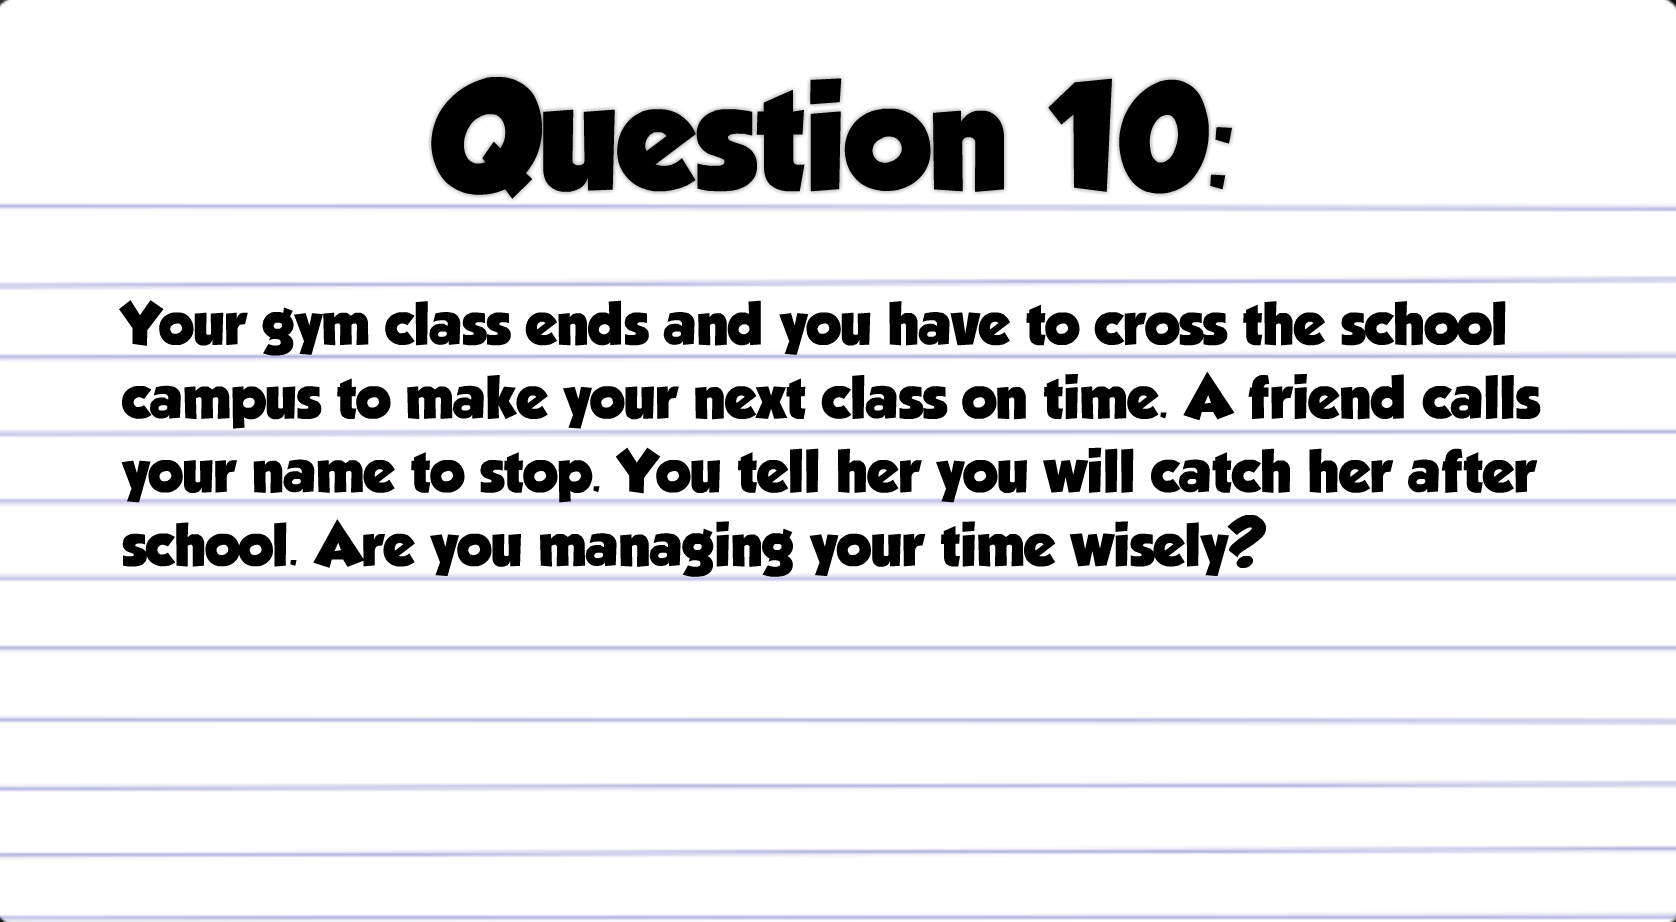 Question 10:
Your gym class ends and you have to cross the school
campus to make your next class on time. A friend calls
your name to stop. You tell her you will catch her after
school. Are you managing your time wisely?